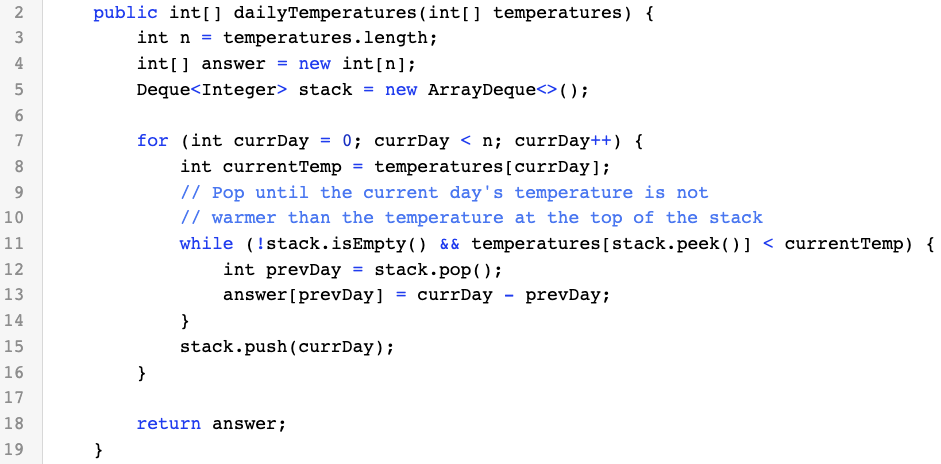 2     public int[] dailyTemperatures(int[] temperatures) {
3         int n = temperatures.length;
4         int[] answer = new int[n];
5         Deque<Integer> stack = new ArrayDeque<>();
6
7         for (int currDay = 0; currDay < n; currDay++) {
8             int currentTemp = temperatures[currDay];
9             // Pop until the current day's temperature is not
10             // warmer than the temperature at the top of the stack
11             while (!stack.isEmpty() && temperatures[stack.peek()] < currentTemp) {
12                 int prevDay = stack.pop();
13                 answer[prevDay] = currDay - prevDay;
14             }
15             stack.push(currDay);
16         }
17
18         return answer;
19     }